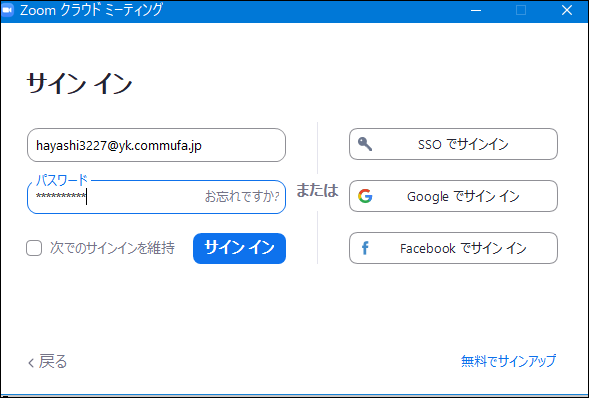 Zoom クラウド ミーティング
サイン イン
hayashi3227@yk.commufa.jp
パスワード
********** お忘れですか?
次でのサインインを維持 サイン イン
または
SSO でサインイン
Google でサイン イン
Facebook でサイン イン
戻る
無料でサインアップ